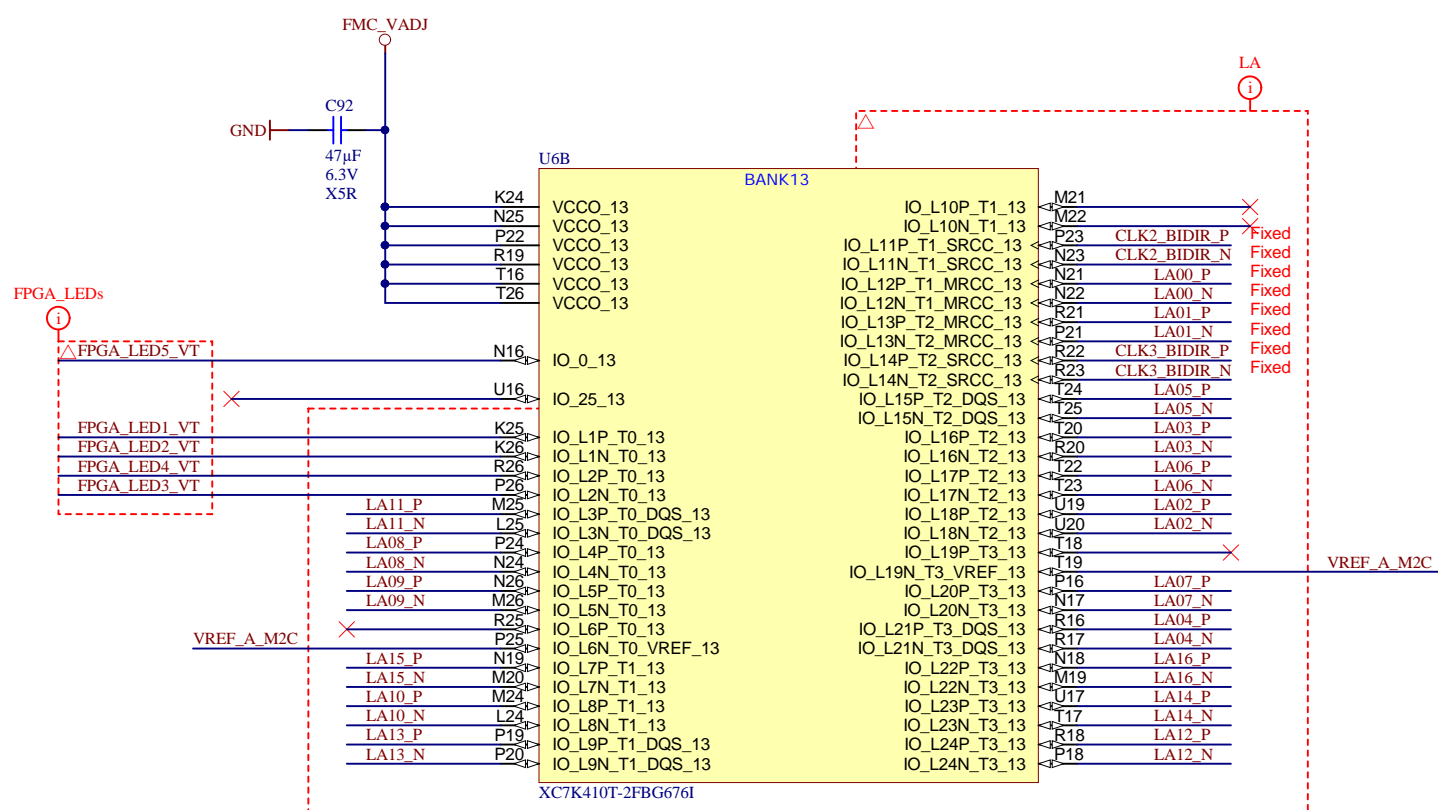 FMC_VADJ
LA
i
C92
GND
47µF
6.3V
X5R
U6B
BANK13
K24 VCCO_13
N25 VCCO_13
P22 VCCO_13
R19 VCCO_13
T16 VCCO_13
T26 VCCO_13
FPGA_LEDs
i
FPGA_LED5_VT N16 IO_0_13
U16 IO_25_13
FPGA_LED1_VT K25 IO_L1P_T0_13
FPGA_LED2_VT K26 IO_L1N_T0_13
FPGA_LED4_VT R26 IO_L2P_T0_13
FPGA_LED3_VT P26 IO_L2N_T0_13
LA11_P M25 IO_L3P_T0_DQS_13
LA11_N L25 IO_L3N_T0_DQS_13
LA08_P P24 IO_L4P_T0_13
LA08_N N24 IO_L4N_T0_13
LA09_P N26 IO_L5P_T0_13
LA09_N M26 IO_L5N_T0_13
R25 IO_L6P_T0_13
VREF_A_M2C P25 IO_L6N_T0_VREF_13
LA15_P N19 IO_L7P_T1_13
LA15_N M20 IO_L7N_T1_13
LA10_P M24 IO_L8P_T1_13
LA10_N L24 IO_L8N_T1_13
LA13_P P19 IO_L9P_T1_DQS_13
LA13_N P20 IO_L9N_T1_DQS_13
IO_L10P_T1_13 M21
IO_L10N_T1_13 M22
IO_L11P_T1_SRCC_13 P23 CLK2_BIDIR_P Fixed
IO_L11N_T1_SRCC_13 N23 CLK2_BIDIR_N Fixed
IO_L12P_T1_MRCC_13 N21 LA00_P Fixed
IO_L12N_T1_MRCC_13 N22 LA00_N Fixed
IO_L13P_T2_MRCC_13 R21 LA01_P Fixed
IO_L13N_T2_MRCC_13 P21 LA01_N Fixed
IO_L14P_T2_SRCC_13 R22 CLK3_BIDIR_P Fixed
IO_L14N_T2_SRCC_13 R23 CLK3_BIDIR_N Fixed
IO_L15P_T2_DQS_13 T24 LA05_P
IO_L15N_T2_DQS_13 T25 LA05_N
IO_L16P_T2_13 T20 LA03_P
IO_L16N_T2_13 R20 LA03_N
IO_L17P_T2_13 T22 LA06_P
IO_L17N_T2_13 T23 LA06_N
IO_L18P_T2_13 U19 LA02_P
IO_L18N_T2_13 U20 LA02_N
IO_L19P_T3_13 T18
IO_L19N_T3_VREF_13 T19 VREF_A_M2C
IO_L20P_T3_13 P16 LA07_P
IO_L20N_T3_13 N17 LA07_N
IO_L21P_T3_DQS_13 R16 LA04_P
IO_L21N_T3_DQS_13 R17 LA04_N
IO_L22P_T3_13 N18 LA16_P
IO_L22N_T3_13 M19 LA16_N
IO_L23P_T3_13 U17 LA14_P
IO_L23N_T3_13 T17 LA14_N
IO_L24P_T3_13 R18 LA12_P
IO_L24N_T3_13 P18 LA12_N
XC7K410T-2FBG676I